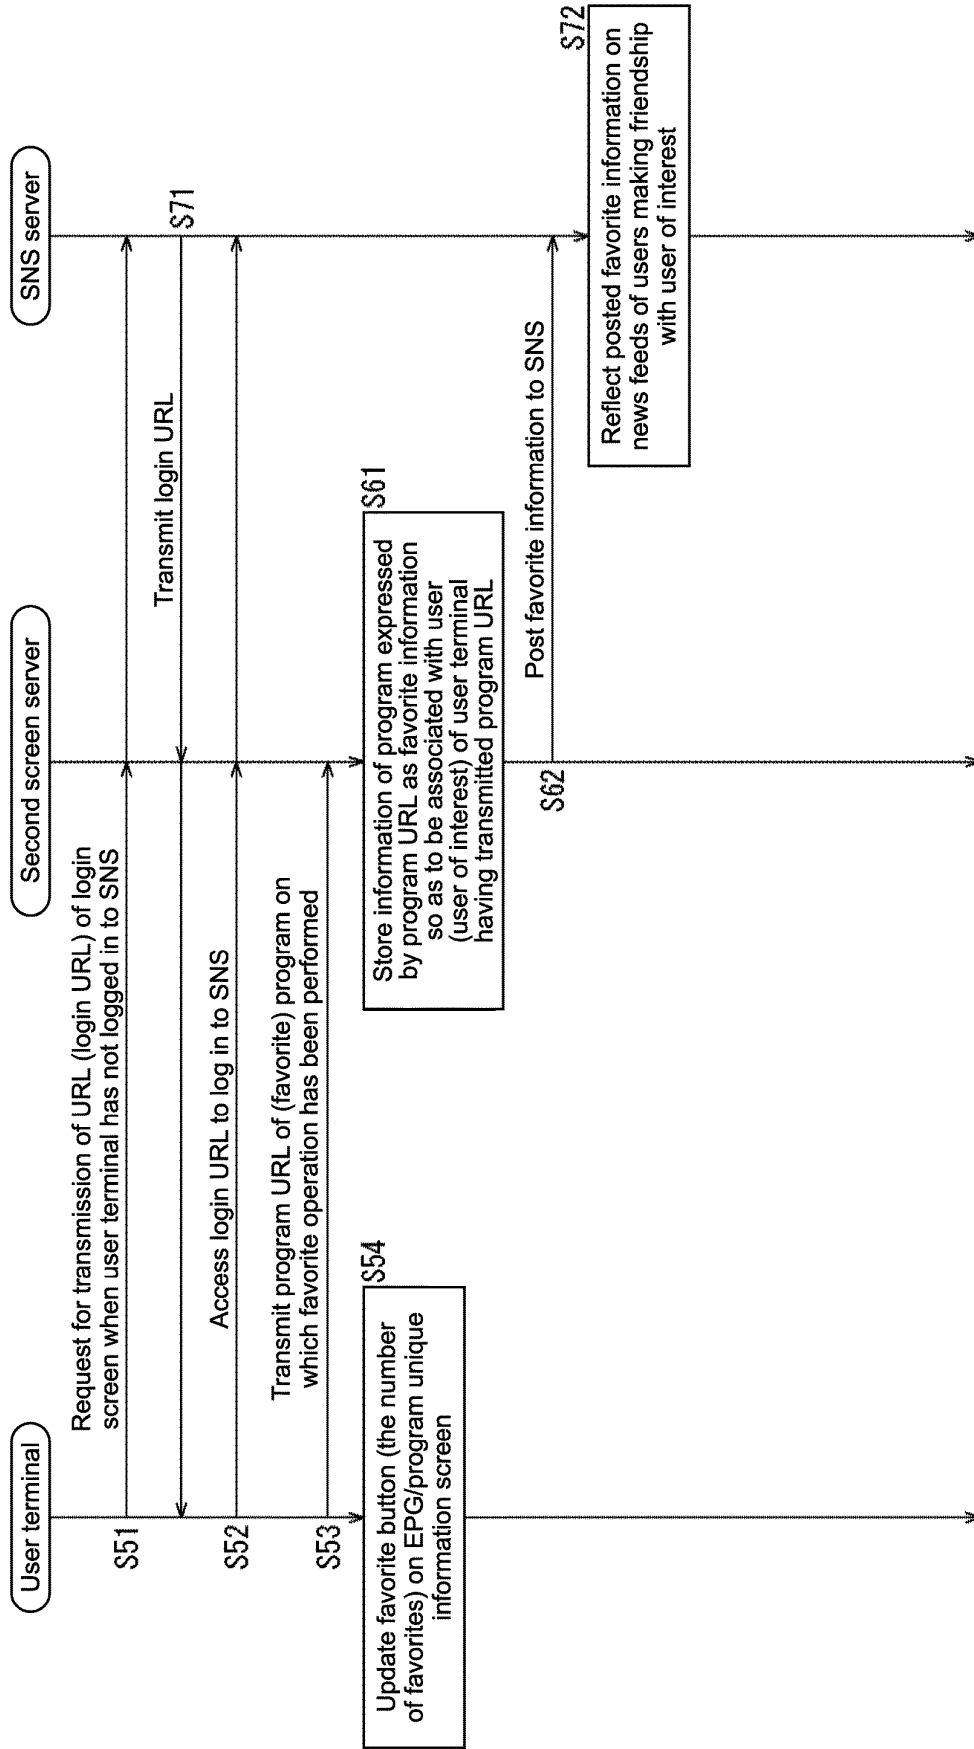 User terminal
Second screen server
SNS server
Request for transmission of URL (login URL) of login
screen when user terminal has not logged in to SNS
S51
Transmit login URL
S71
Access login URL to log in to SNS
S52
Transmit program URL of (favorite) program on
which favorite operation has been performed
S53
S54
Update favorite button (the number
of favorites) on EPG/program unique
information screen
S61
Store information of program expressed
by program URL as favorite information
so as to be associated with user
(user of interest) of user terminal
having transmitted program URL
Post favorite information to SNS
S62
S72
Reflect posted favorite information on
news feeds of users making friendship
with user of interest